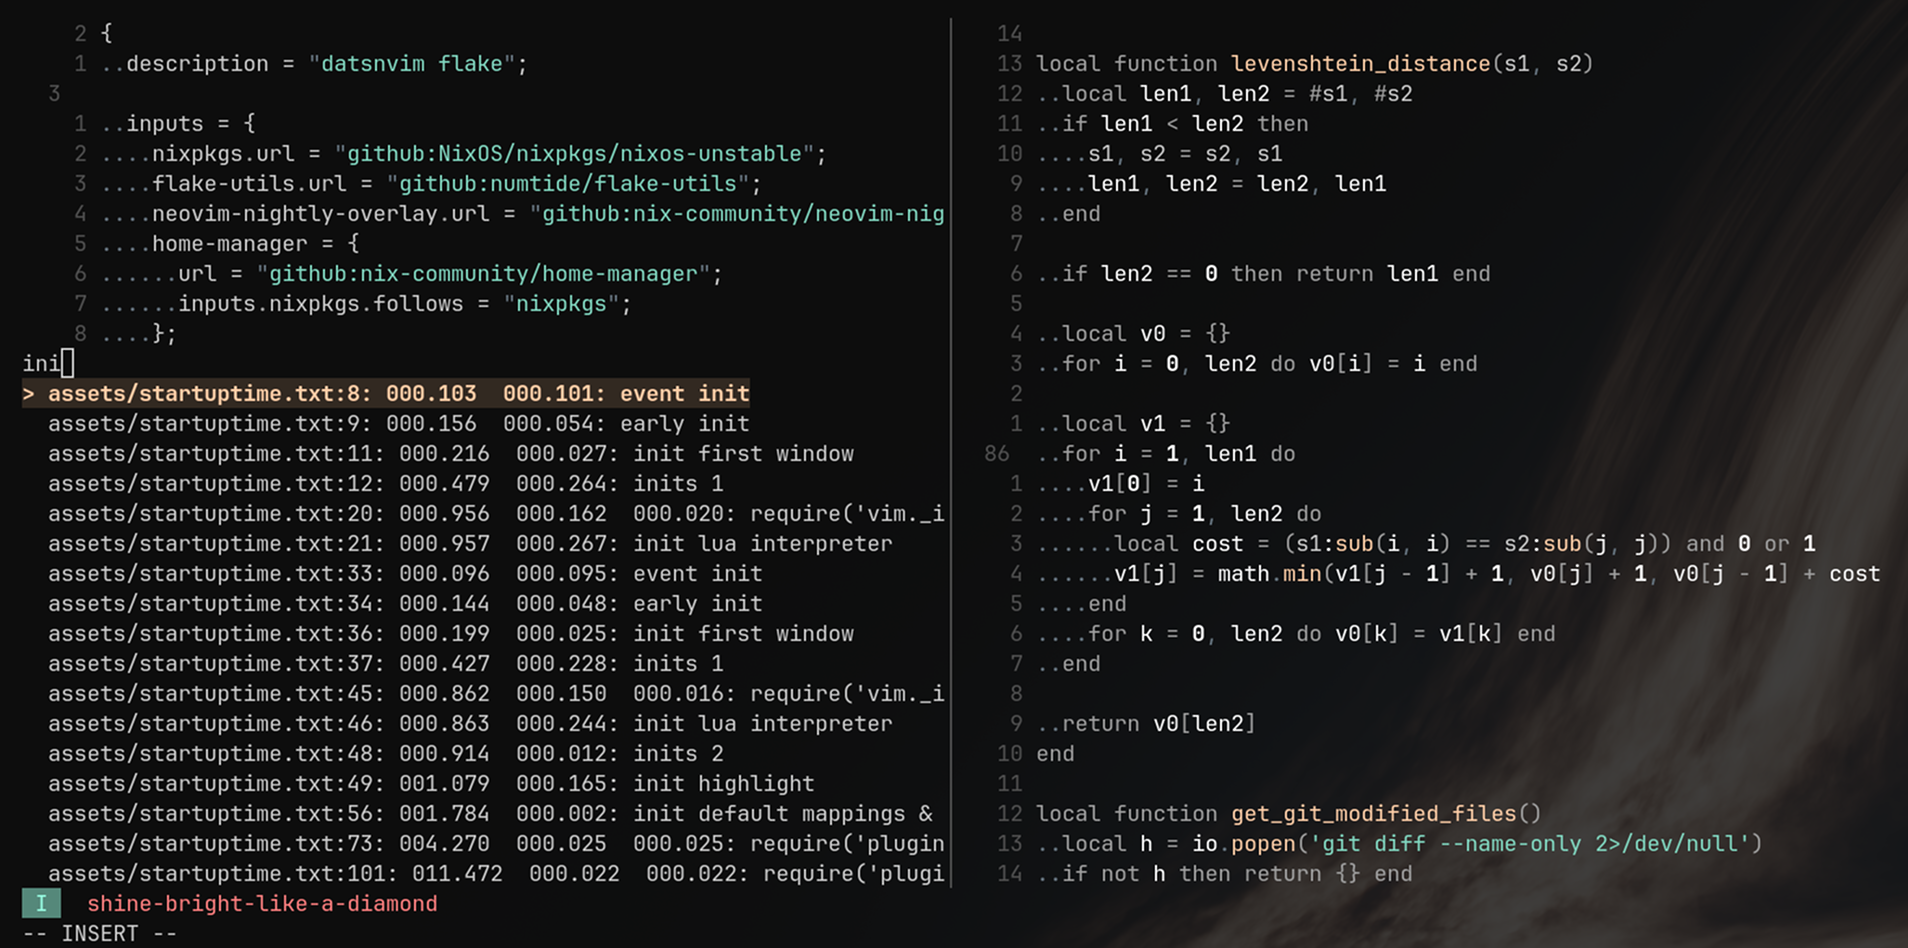 2 {
1 ..description = "datsnvim flake";
3
1 ..inputs = {
2 ....nixpkgs.url = "github:NixOS/nixpkgs/nixos-unstable";
3 ....flake-utils.url = "github:numtide/flake-utils";
4 ....neovim-nightly-overlay.url = "github:nix-community/neovim-nig
5 ....home-manager = {
6 ......url = "github:nix-community/home-manager";
7 ......inputs.nixpkgs.follows = "nixpkgs";
8 ....};
ini
> assets/startuptime.txt:8: 000.103  000.101: event init
assets/startuptime.txt:9: 000.156  000.054: early init
assets/startuptime.txt:11: 000.216  000.027: init first window
assets/startuptime.txt:12: 000.479  000.264: inits 1
assets/startuptime.txt:20: 000.956  000.162  000.020: require('vim._i
assets/startuptime.txt:21: 000.957  000.267: init lua interpreter
assets/startuptime.txt:33: 000.096  000.095: event init
assets/startuptime.txt:34: 000.144  000.048: early init
assets/startuptime.txt:36: 000.199  000.025: init first window
assets/startuptime.txt:37: 000.427  000.228: inits 1
assets/startuptime.txt:45: 000.862  000.150  000.016: require('vim._i
assets/startuptime.txt:46: 000.863  000.244: init lua interpreter
assets/startuptime.txt:48: 000.914  000.012: inits 2
assets/startuptime.txt:49: 001.079  000.165: init highlight
assets/startuptime.txt:56: 001.784  000.002: init default mappings &
assets/startuptime.txt:73: 004.270  000.025  000.025: require('plugin
assets/startuptime.txt:101: 011.472  000.022  000.022: require('plugi
14
13 local function levenshtein_distance(s1, s2)
12 ..local len1, len2 = #s1, #s2
11 ..if len1 < len2 then
10 ....s1, s2 = s2, s1
9 ....len1, len2 = len2, len1
8 ..end
7
6 ..if len2 == 0 then return len1 end
5
4 ..local v0 = {}
3 ..for i = 0, len2 do v0[i] = i end
2
1 ..local v1 = {}
86 ..for i = 1, len1 do
1 ....v1[0] = i
2 ....for j = 1, len2 do
3 ......local cost = (s1:sub(i, i) == s2:sub(j, j)) and 0 or 1
4 ......v1[j] = math.min(v1[j - 1] + 1, v0[j] + 1, v0[j - 1] + cost
5 ....end
6 ....for k = 0, len2 do v0[k] = v1[k] end
7 ..end
8
9 ..return v0[len2]
10 end
11
12 local function get_git_modified_files()
13 ..local h = io.popen('git diff --name-only 2>/dev/null')
14 ..if not h then return {} end
I shine-bright-like-a-diamond
-- INSERT --